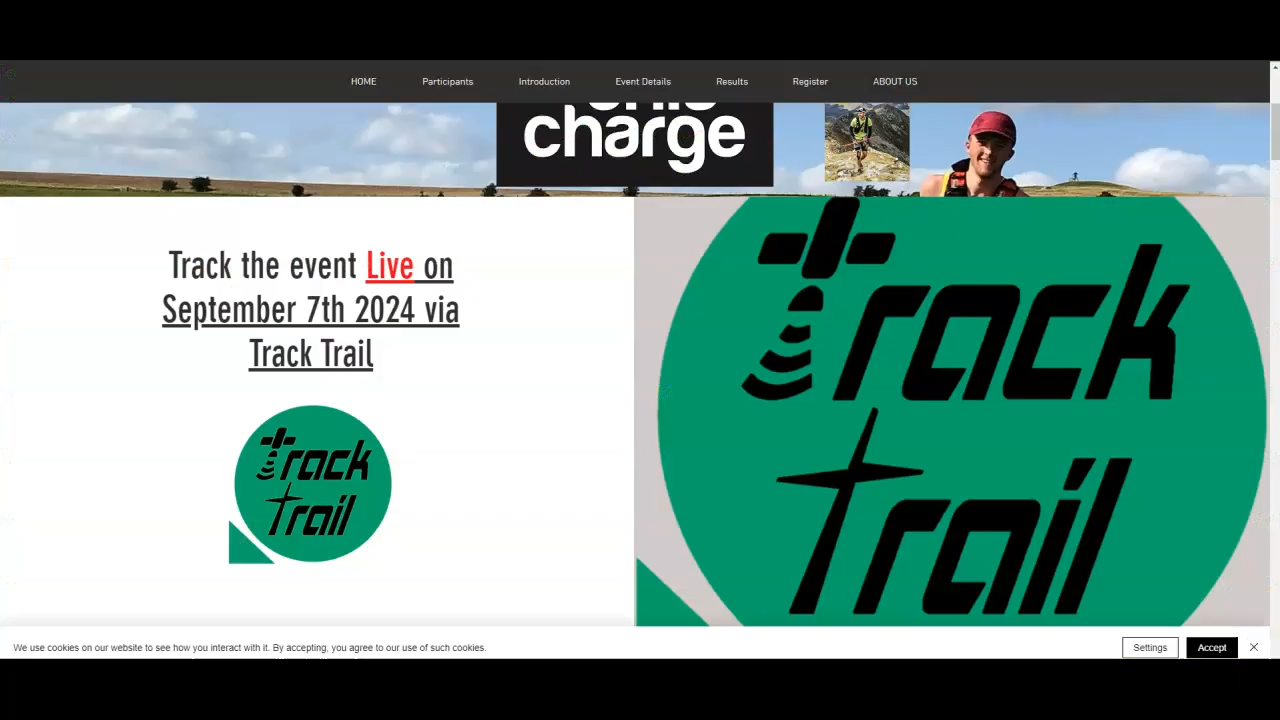 HOME Participants Introduction Event Details Results Register ABOUT US
charge
Track the event Live on
September 7th 2024 via
Track Trail
track
trail
track
trail
We use cookies on our website to see how you interact with it. By accepting, you agree to our use of such cookies.
Settings Accept